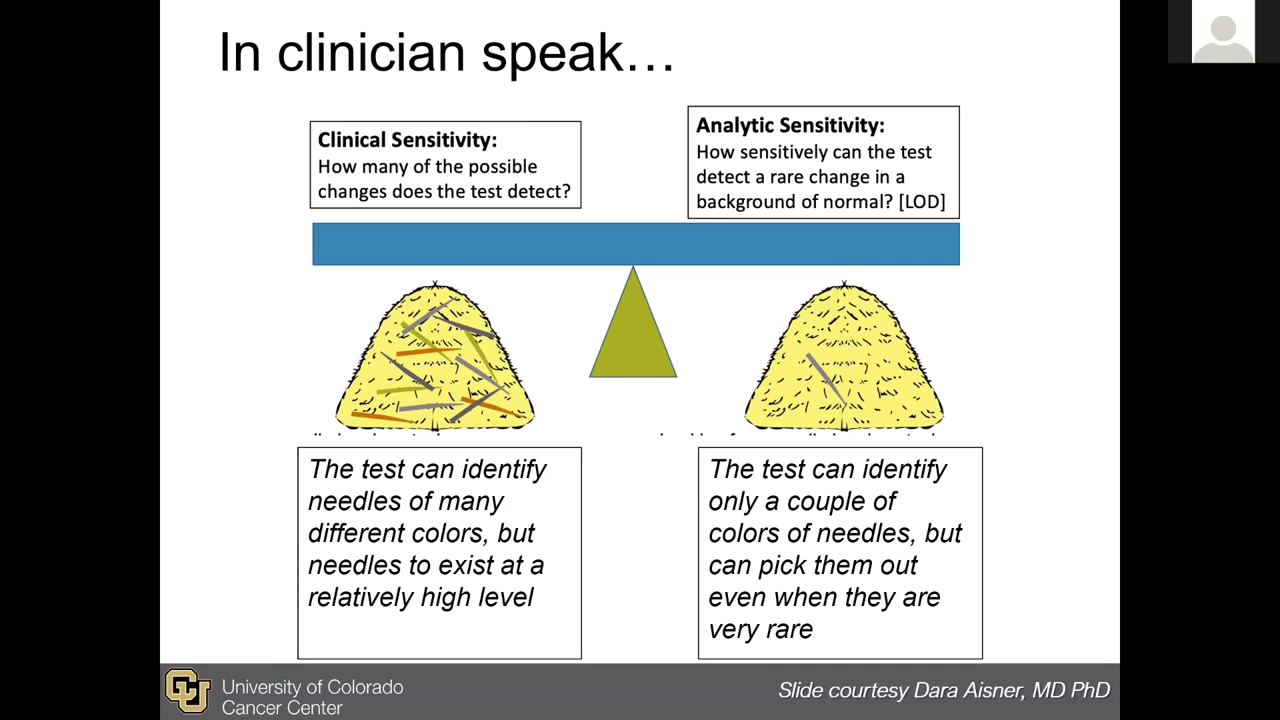 In clinician speak…
Clinical Sensitivity:
How many of the possible
changes does the test detect?
Analytic Sensitivity:
How sensitively can the test
detect a rare change in a
background of normal? [LOD]
The test can identify
needles of many
different colors, but
needles to exist at a
relatively high level
The test can identify
only a couple of
colors of needles, but
can pick them out
even when they are
very rare
CU
University of Colorado
Cancer Center
Slide courtesy Dara Aisner, MD PhD